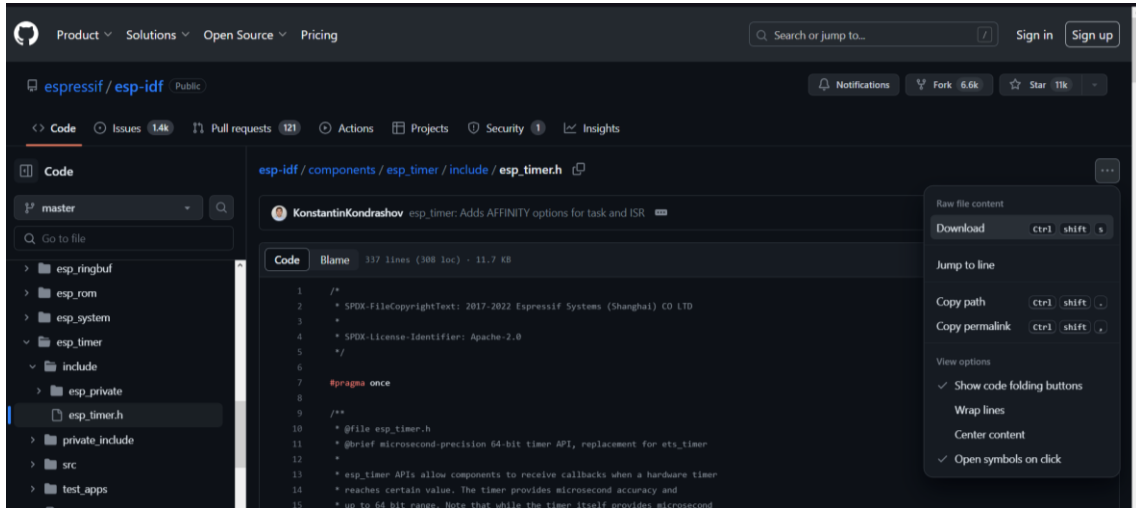 Product Solutions Open Source Pricing Search or jump to... / Sign in Sign up
espressif / esp-idf Public Notifications Fork 6.6k Star 11k
<> Code Issues 1.4k Pull requests 121 Actions Projects Security 1 Insights
Code
master
Go to file
esp_ringbuf
esp_rom
esp_system
esp_timer
include
esp_private
esp_timer.h
private_include
src
test_apps
esp-idf / components / esp_timer / include / esp_timer.h
KonstantinKondrashov esp_timer: Adds AFFINITY options for task and ISR
Code Blame 337 lines (308 loc) · 11.7 KB
1 /*
2 * SPDX-FileCopyrightText: 2017-2022 Espressif Systems (Shanghai) CO LTD
3 *
4 * SPDX-License-Identifier: Apache-2.0
5 */
6
7 #pragma once
8
9 /**
10 * @file esp_timer.h
11 * @brief microsecond-precision 64-bit timer API, replacement for ets_timer
12 *
13 * esp_timer APIs allow components to receive callbacks when a hardware timer
14 * reaches certain value. The timer provides microsecond accuracy and
15 * up to 64 bit range. Note that while the timer itself provides microsecond
Raw file content
Download Ctrl shift s
Jump to line
Copy path Ctrl shift .
Copy permalink Ctrl shift ,
View options
Show code folding buttons
Wrap lines
Center content
Open symbols on click